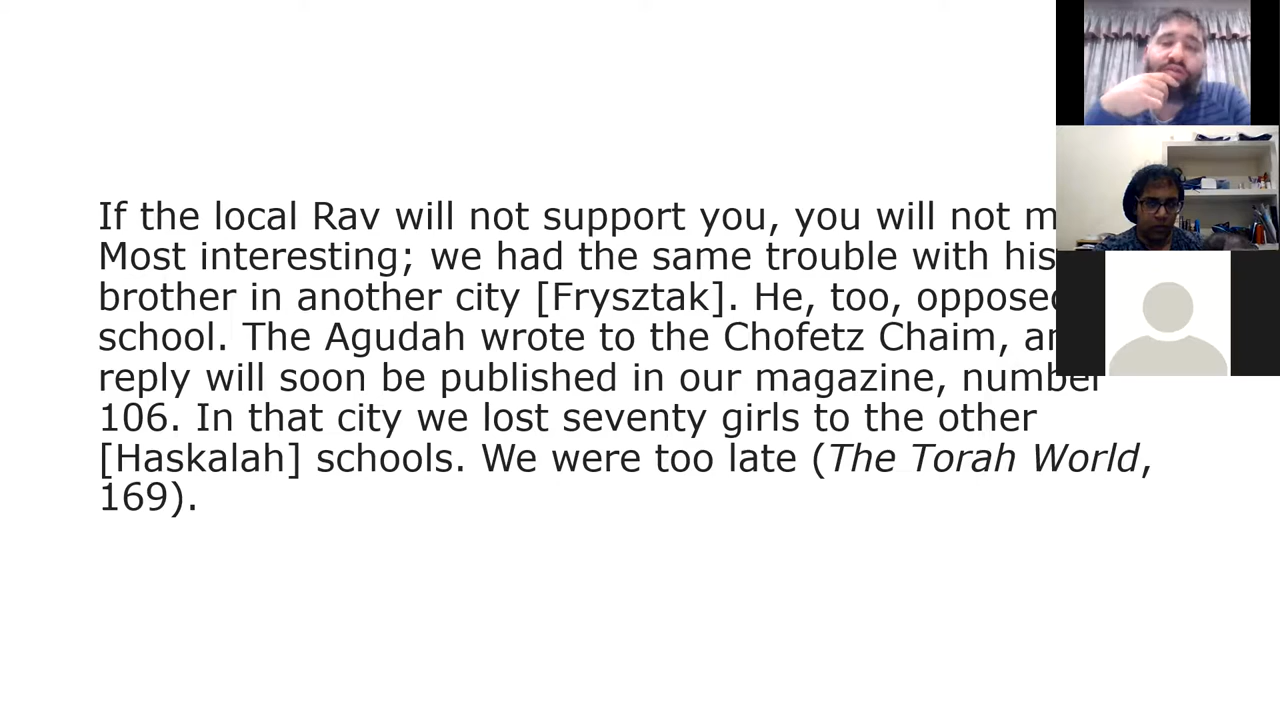 If the local Rav will not support you, you will not
Most interesting; we had the same trouble with his
brother in another city [Frysztak]. He, too,
school. The Agudah wrote to the Chofetz Chaim,
reply will soon be published in our magazine, number
106. In that city we lost seventy girls to the other
[Haskalah] schools. We were too late (The Torah World,
169).